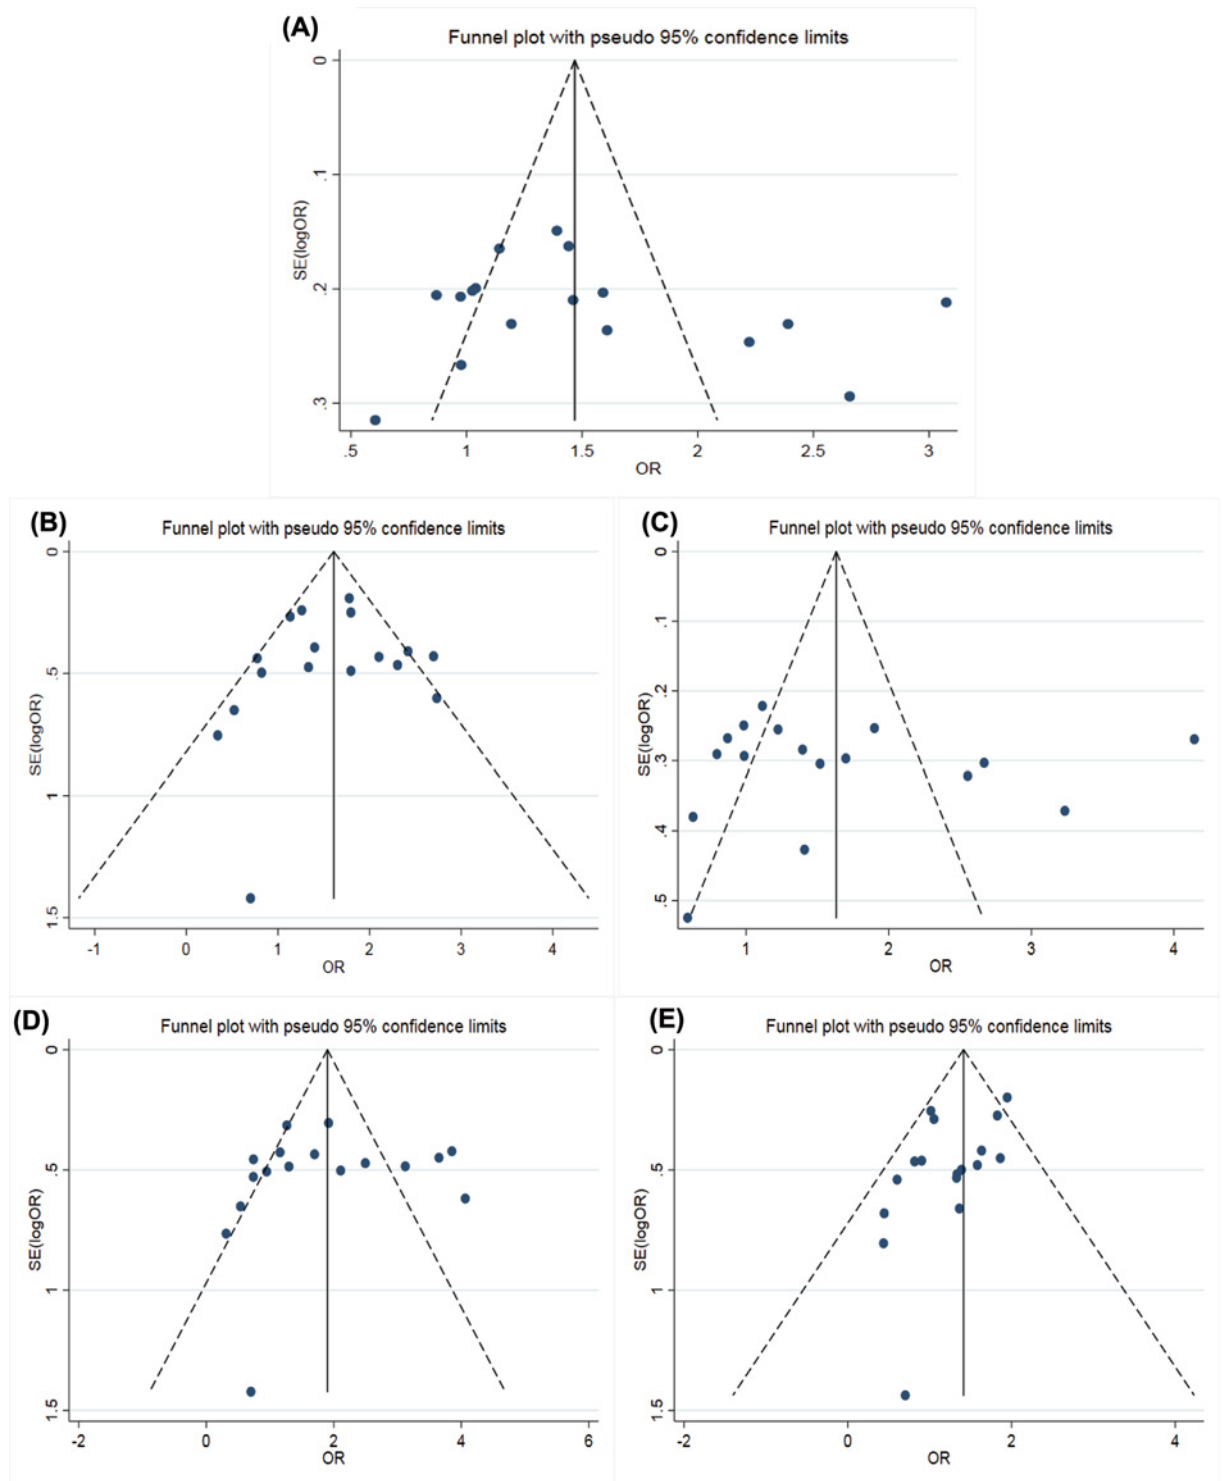 (A)
Funnel plot with pseudo 95% confidence limits
SE(logOR)
0
.1
.2
.3
.5
1
1.5
2
2.5
3
OR
(B)
Funnel plot with pseudo 95% confidence limits
SE(logOR)
0
.5
1
1.5
-1
0
1
2
3
4
OR
(C)
Funnel plot with pseudo 95% confidence limits
SE(logOR)
0
.1
.2
.3
.4
.5
1
2
3
4
OR
(D)
Funnel plot with pseudo 95% confidence limits
SE(logOR)
0
.5
1
1.5
-2
0
2
4
6
OR
(E)
Funnel plot with pseudo 95% confidence limits
SE(logOR)
0
.5
1
1.5
-2
0
2
4
OR